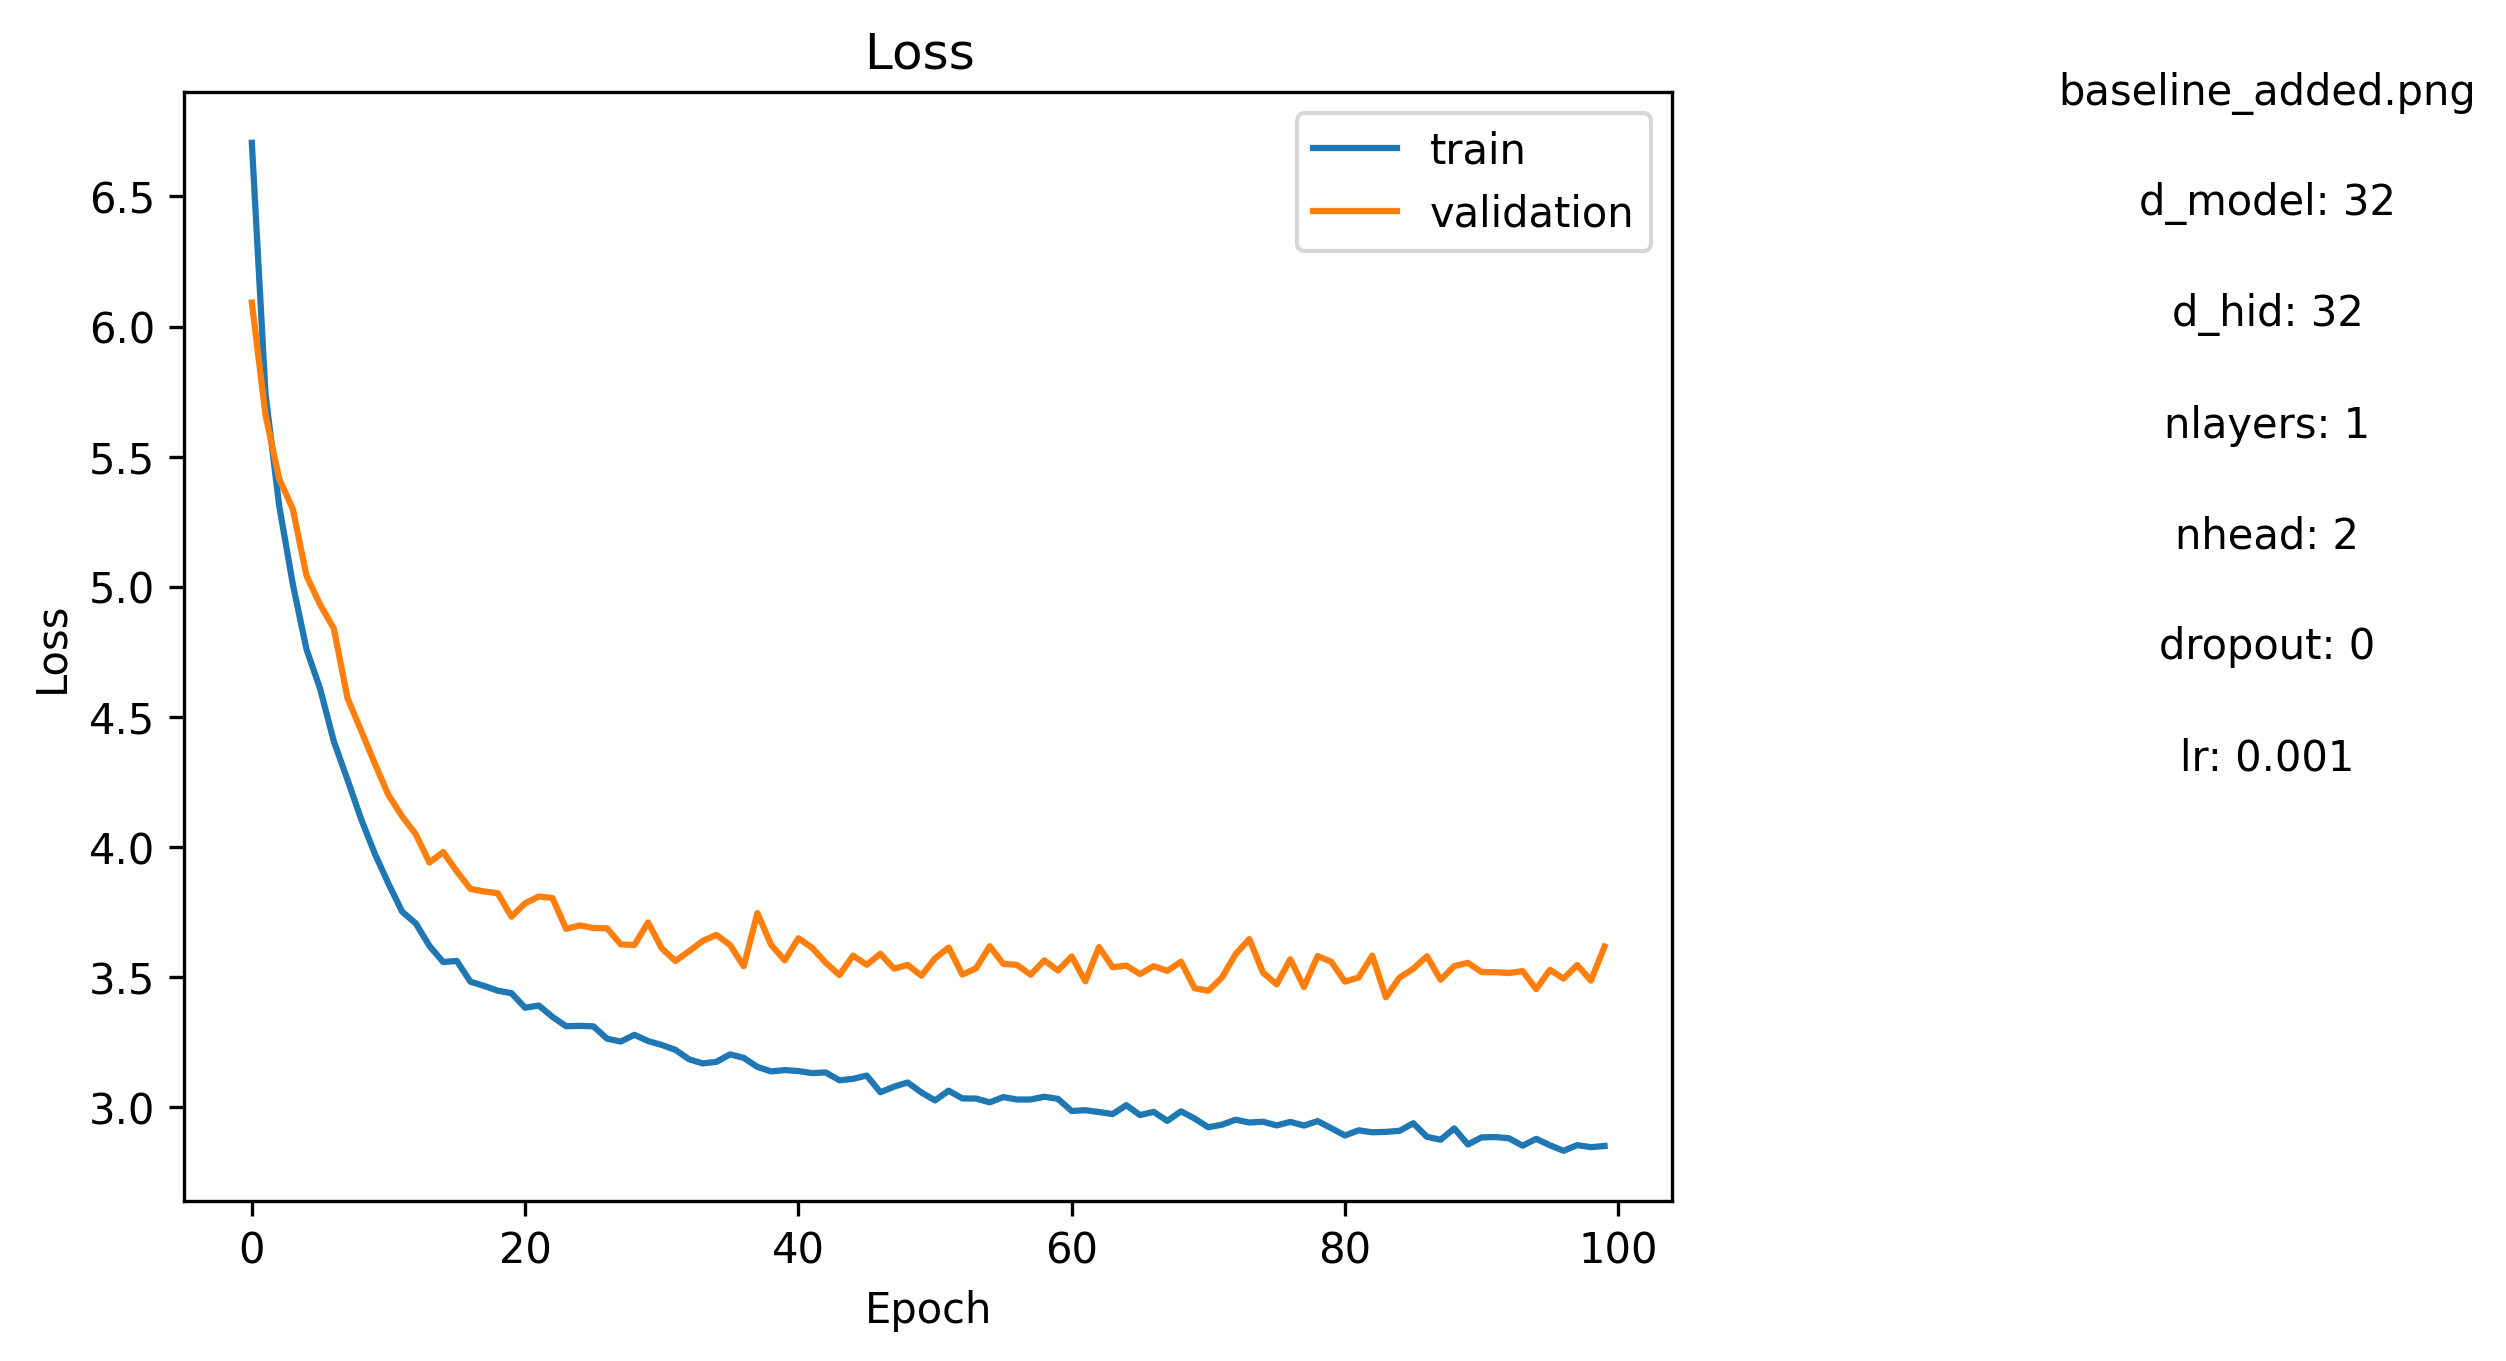 Loss
train
validation
6.5
6.0
5.5
5.0
4.5
4.0
3.5
3.0
Loss
0 20 40 60 80 100
Epoch
baseline_added.png
d_model: 32
d_hid: 32
nlayers: 1
nhead: 2
dropout: 0
lr: 0.001